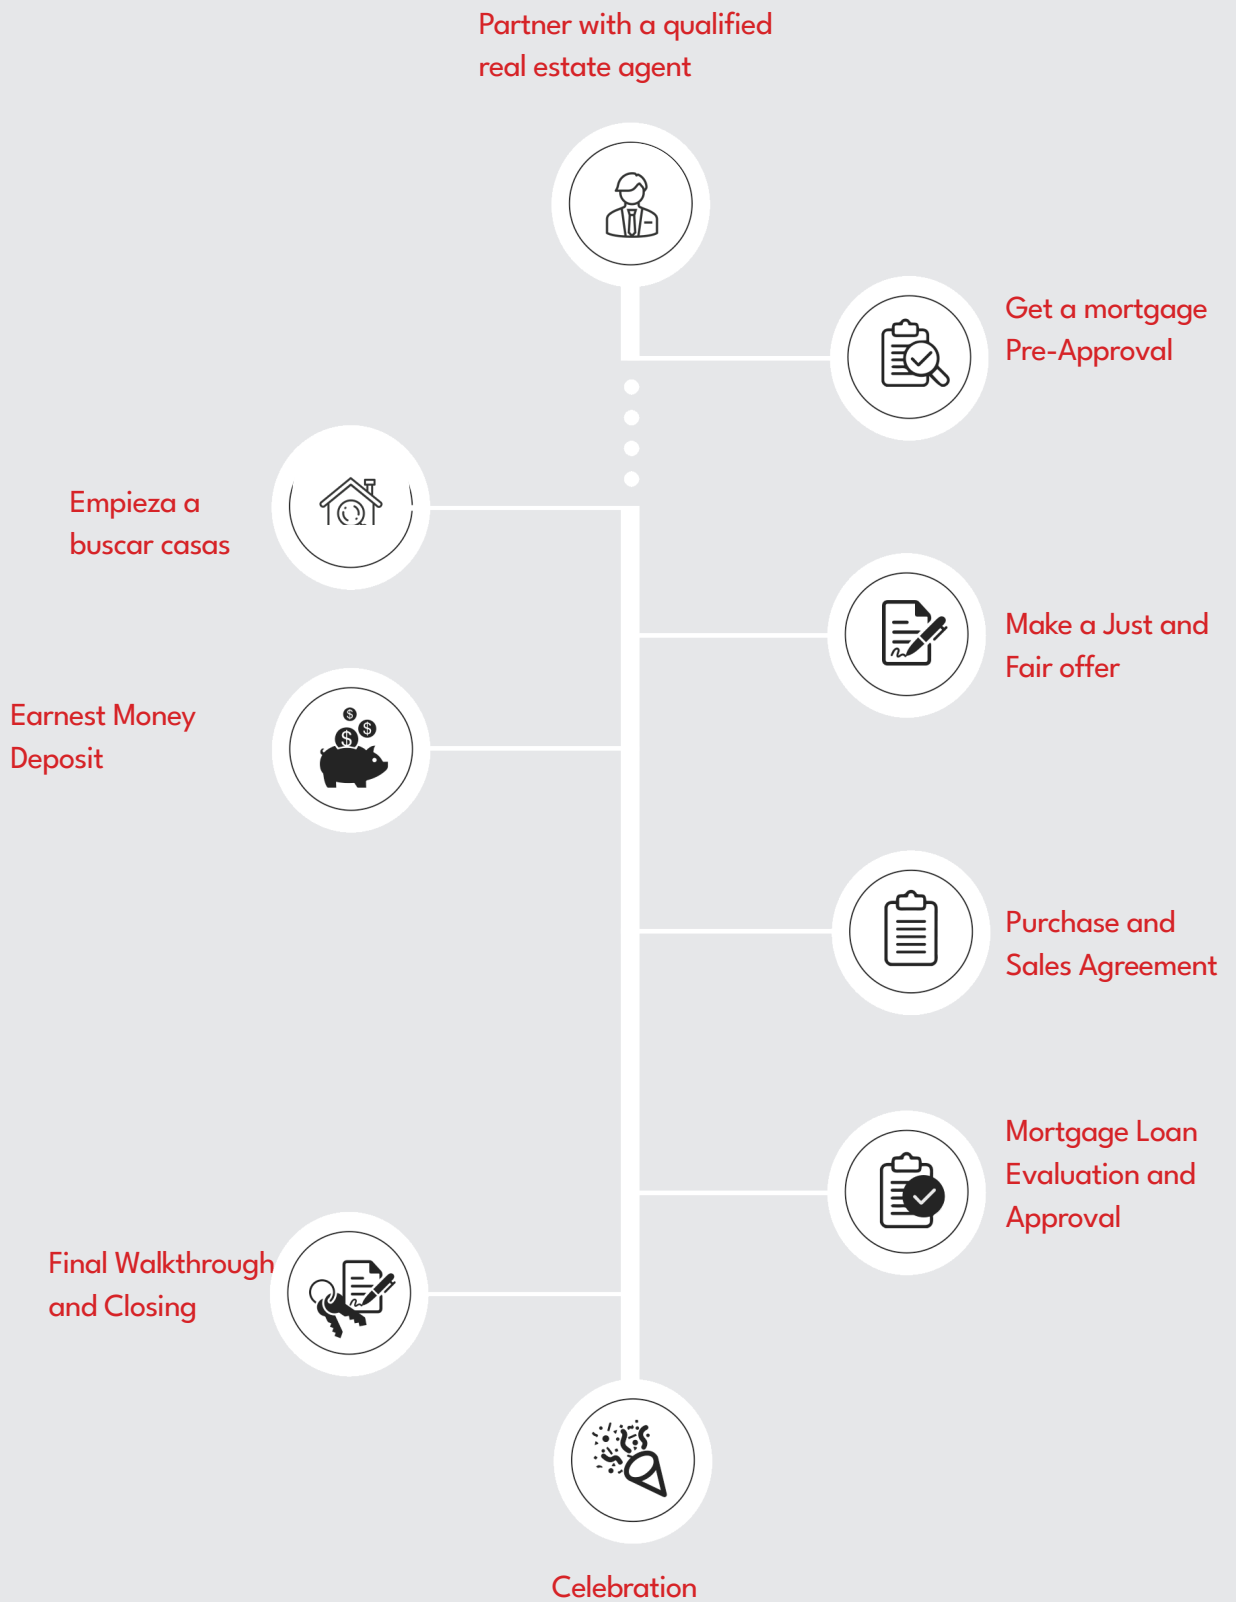 Partner with a qualified
real estate agent
Get a mortgage
Pre-Approval
Empieza a
buscar casas
Make a Just and
Fair offer
Earnest Money
Deposit
Purchase and
Sales Agreement
Mortgage Loan
Evaluation and
Approval
Final Walkthrough
and Closing
Celebration